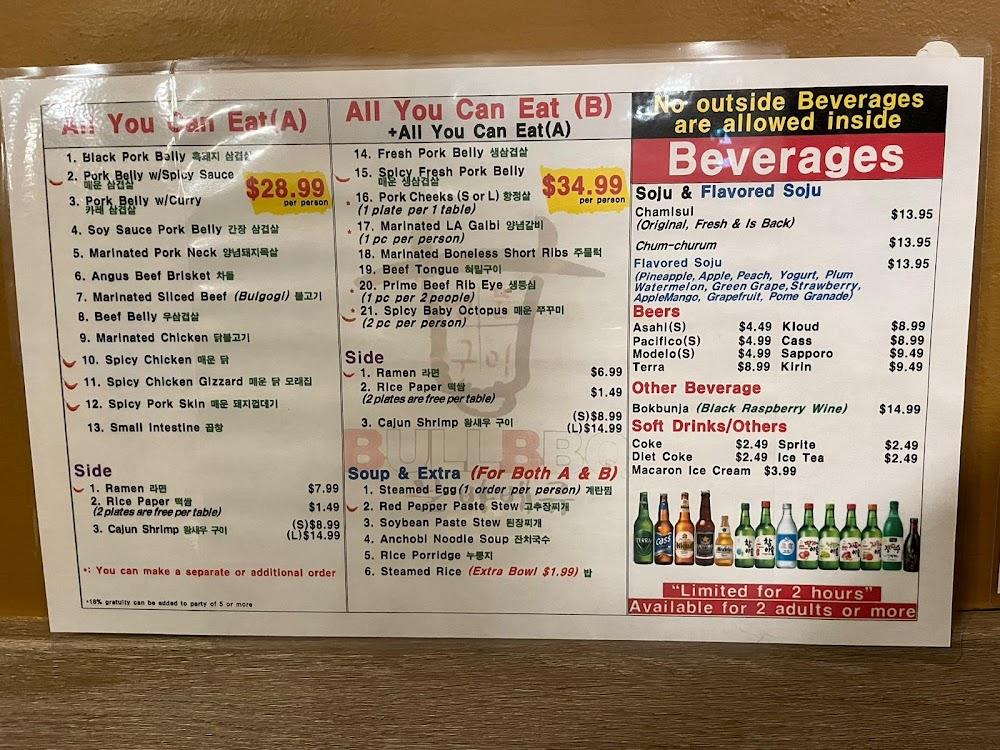 All You Can Eat(A)
1. Black Pork Belly 흑돼지 삼겹살
2. Pork Belly w/Spicy Sauce
매운 삼겹살
3. Pork Belly w/Curry
카레 삼겹살
$28.99
per person
4. Soy Sauce Pork Belly 간장 삼겹살
5. Marinated Pork Neck 양념돼지목살
6. Angus Beef Brisket 차돌
7. Marinated Sliced Beef (Bulgogi) 불고기
8. Beef Belly 우삼겹살
9. Marinated Chicken 닭불고기
10. Spicy Chicken 매운 닭
11. Spicy Chicken Gizzard 매운 닭 모래집
12. Spicy Pork Skin 매운 돼지껍데기
13. Small Intestine 곱창
Side
1. Ramen 라면 $7.99
2. Rice Paper 떡쌈 $1.49
(2 plates are free per table)
3. Cajun Shrimp 왕새우 구이 (S)$8.99
(L)$14.99
*: You can make a separate or additional order
*18% gratuity can be added to party of 5 or more
All You Can Eat (B)
+All You Can Eat(A)
14. Fresh Pork Belly 생삼겹살
15. Spicy Fresh Pork Belly
매운 생삼겹살
$34.99
per person
* 16. Pork Cheeks (S or L) 항정살
(1 plate per 1 table)
* 17. Marinated LA Galbi 양념갈비
(1 pc per person)
18. Marinated Boneless Short Ribs 주물럭
19. Beef Tongue 혀밑구이
* 20. Prime Beef Rib Eye 생등심
(1 pc per 2 people)
* 21. Spicy Baby Octopus 매운 쭈꾸미
(2 pc per person)
Side
1. Ramen 라면 $6.99
2. Rice Paper 떡쌈 $1.49
(2 plates are free per table)
3. Cajun Shrimp 왕새우 구이 (S)$8.99
(L)$14.99
구이
BULLBBQ
Soup & Extra (For Both A & B)
1. Steamed Egg (1 order per person) 계란찜
2. Red Pepper Paste Stew 고추장찌개
3. Soybean Paste Stew 된장찌개
4. Anchobi Noodle Soup 잔치국수
5. Rice Porridge 누룽지
6. Steamed Rice (Extra Bowl $1.99) 밥
No outside Beverages
are allowed inside
Beverages
Soju & Flavored Soju
Chamisul $13.95
(Original, Fresh & Is Back)
Chum-churum $13.95
Flavored Soju $13.95
(Pineapple, Apple, Peach, Yogurt, Plum
Watermelon, Green Grape, Strawberry,
AppleMango, Grapefruit, Pome Granade)
Beers
Asahi(S) $4.49 Kloud $8.99
Pacifico(S) $4.99 Cass $8.99
Modelo(S) $4.99 Sapporo $9.49
Terra $8.99 Kirin $9.49
Other Beverage
Bokbunja (Black Raspberry Wine) $14.99
Soft Drinks/Others
Coke $2.49 Sprite $2.49
Diet Coke $2.49 Ice Tea $2.49
Macaron Ice Cream $3.99
TERRA
Cass
"Limited for 2 hours"
Available for 2 adults or more